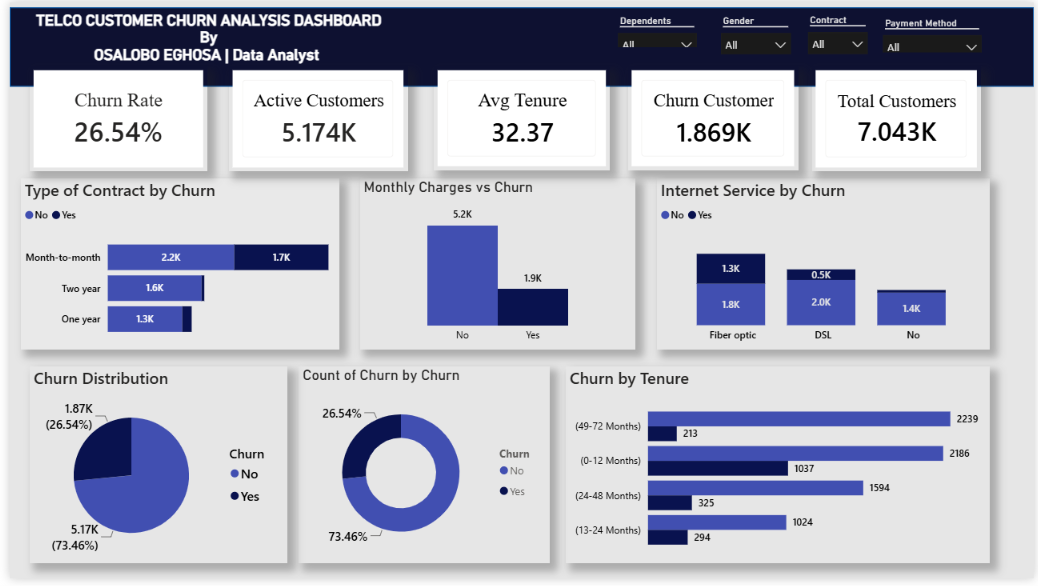 TELCO CUSTOMER CHURN ANALYSIS DASHBOARD
By
OSALOBO EGHOSA | Data Analyst
Dependents
All
Gender
All
Contract
All
Payment Method
All
Churn Rate
26.54%
Active Customers
5.174K
Avg Tenure
32.37
Churn Customer
1.869K
Total Customers
7.043K
Type of Contract by Churn
No Yes
Month-to-month 2.2K 1.7K
Two year 1.6K
One year 1.3K
Monthly Charges vs Churn
5.2K
1.9K
No Yes
Internet Service by Churn
No Yes
1.3K 0.5K
1.8K 2.0K 1.4K
Fiber optic DSL No
Churn Distribution
1.87K
(26.54%)
5.17K
(73.46%)
Churn
No
Yes
Count of Churn by Churn
26.54%
73.46%
Churn
No
Yes
Churn by Tenure
(49-72 Months) 2239
213
(0-12 Months) 2186
1037
(24-48 Months) 1594
325
(13-24 Months) 1024
294